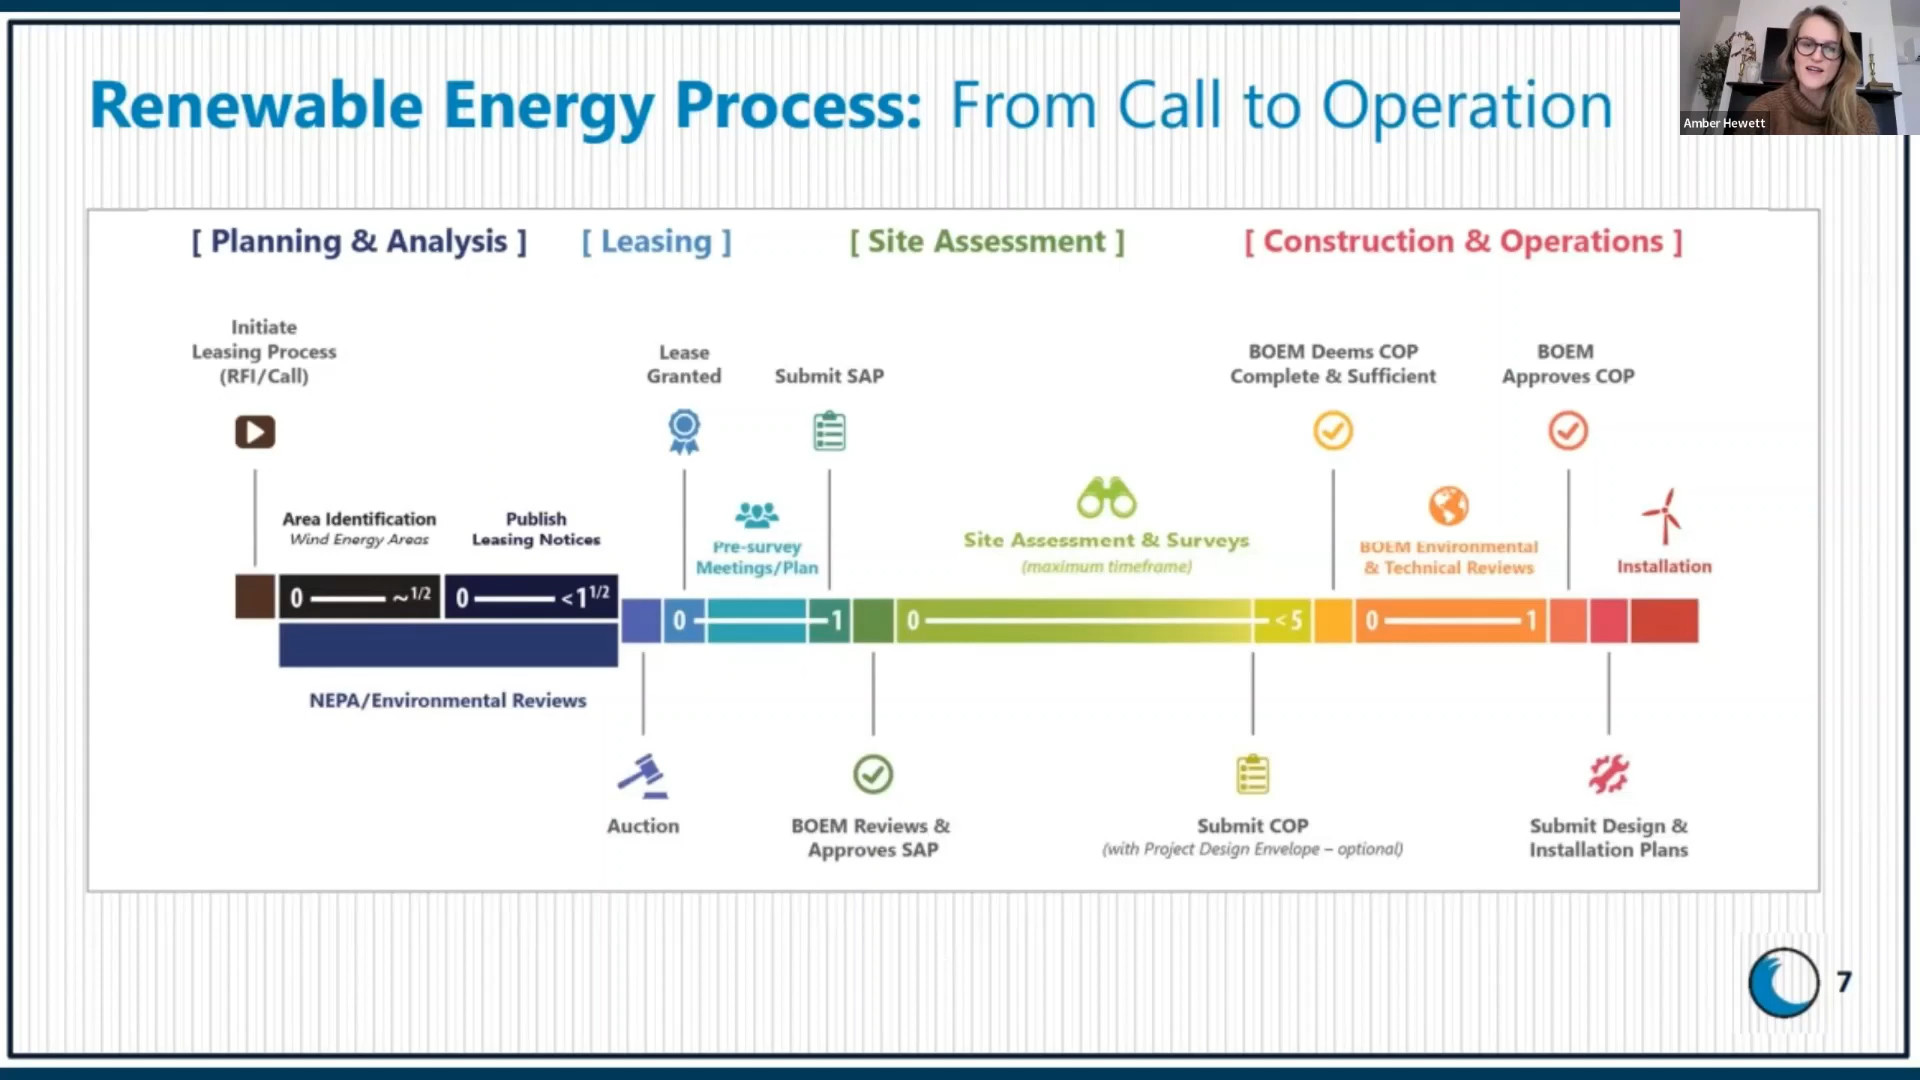 Renewable Energy Process: From Call to Operation
Amber Hewett
[ Planning & Analysis ]
[ Leasing ]
[ Site Assessment ]
[ Construction & Operations ]
Initiate
Leasing Process
(RFI/Call)
Lease
Granted
Submit SAP
BOEM Deems COP
Complete & Sufficient
BOEM
Approves COP
Area Identification
Wind Energy Areas
Publish
Leasing Notices
Pre-survey
Meetings/Plan
Site Assessment & Surveys
(maximum timeframe)
BOEM Environmental
& Technical Reviews
Installation
0 ~1/2
0 <1 1/2
0 1
0 <5
0 1
NEPA/Environmental Reviews
Auction
BOEM Reviews &
Approves SAP
Submit COP
(with Project Design Envelope – optional)
Submit Design &
Installation Plans
7